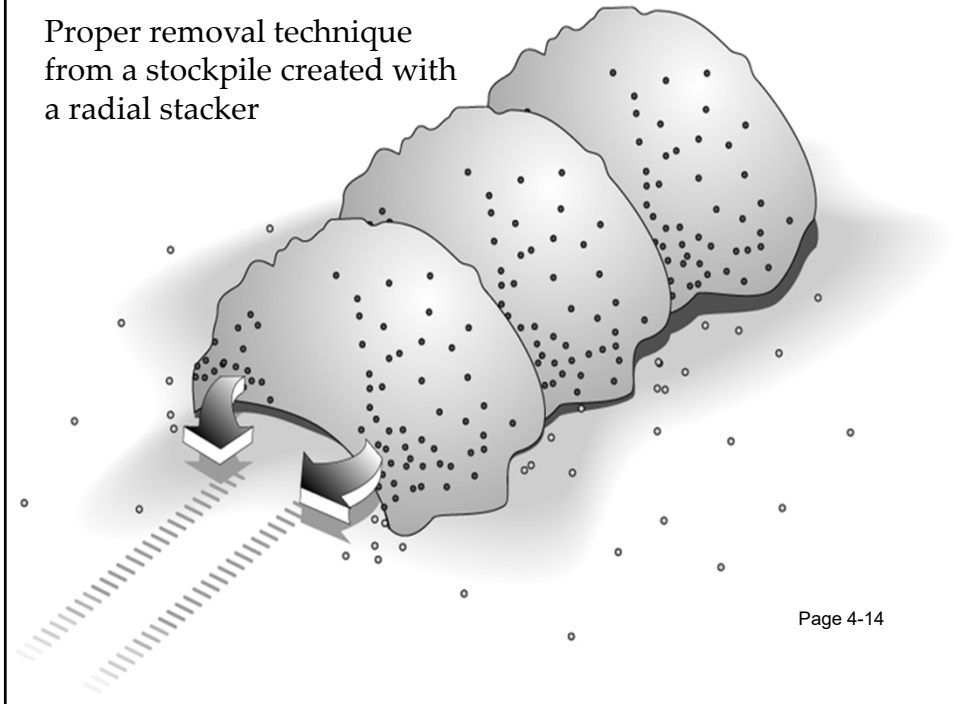 Proper removal technique
from a stockpile created with
a radial stacker
Page 4-14